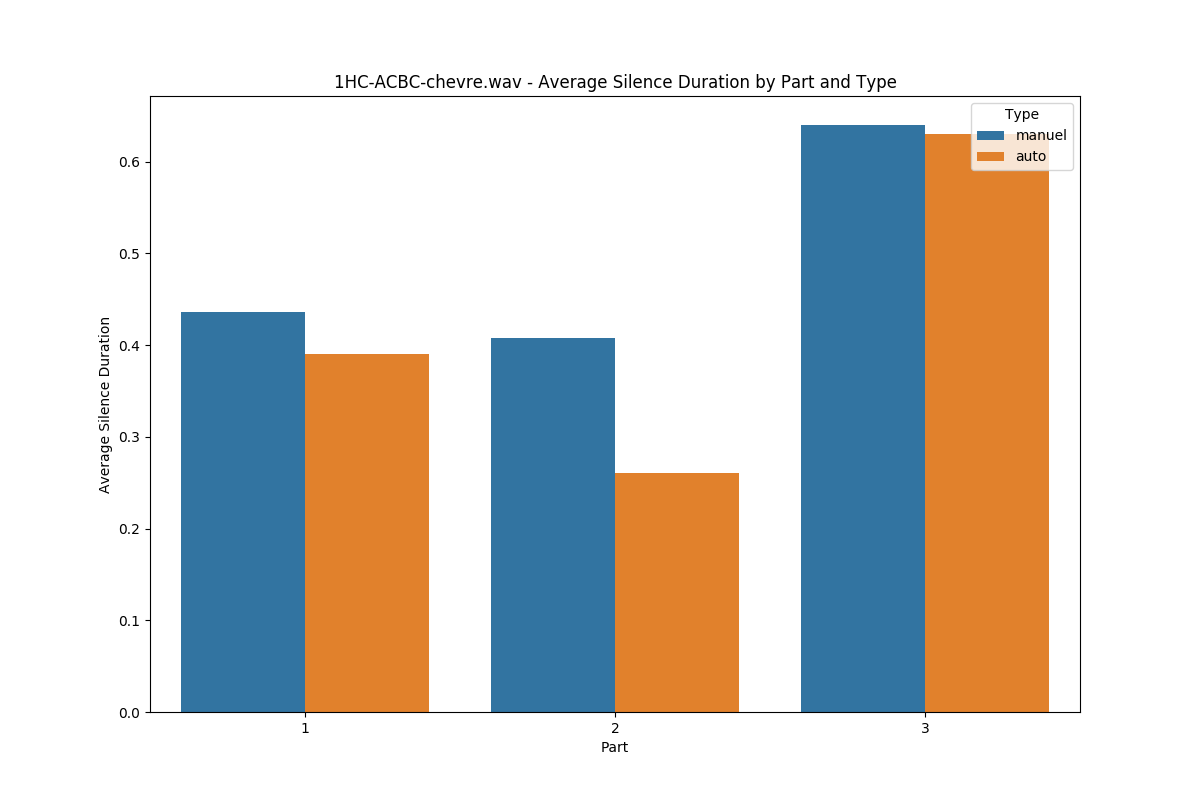 1HC-ACBC-chevre.wav - Average Silence Duration by Part and Type
Type
manuel
auto
Average Silence Duration
0.6
0.5
0.4
0.3
0.2
0.1
0.0
1
2
3
Part